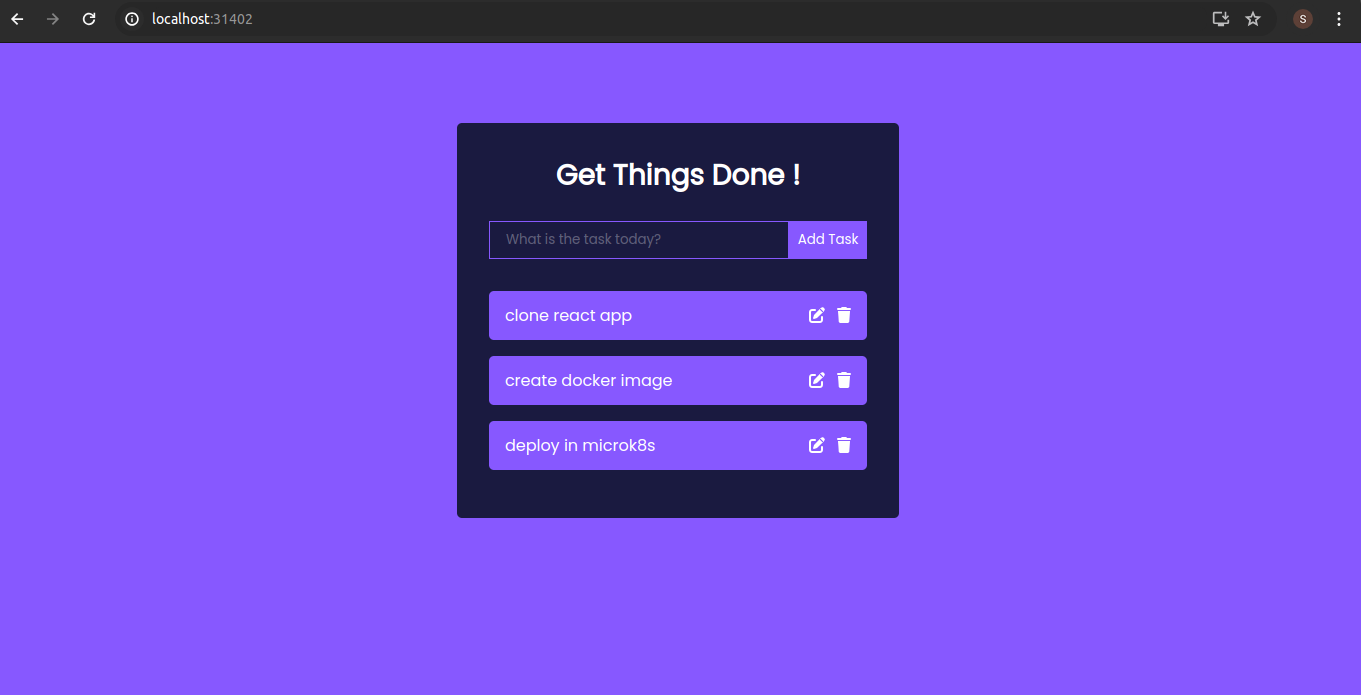 localhost:31402
S
Get Things Done !
What is the task today?
Add Task
clone react app
create docker image
deploy in microk8s